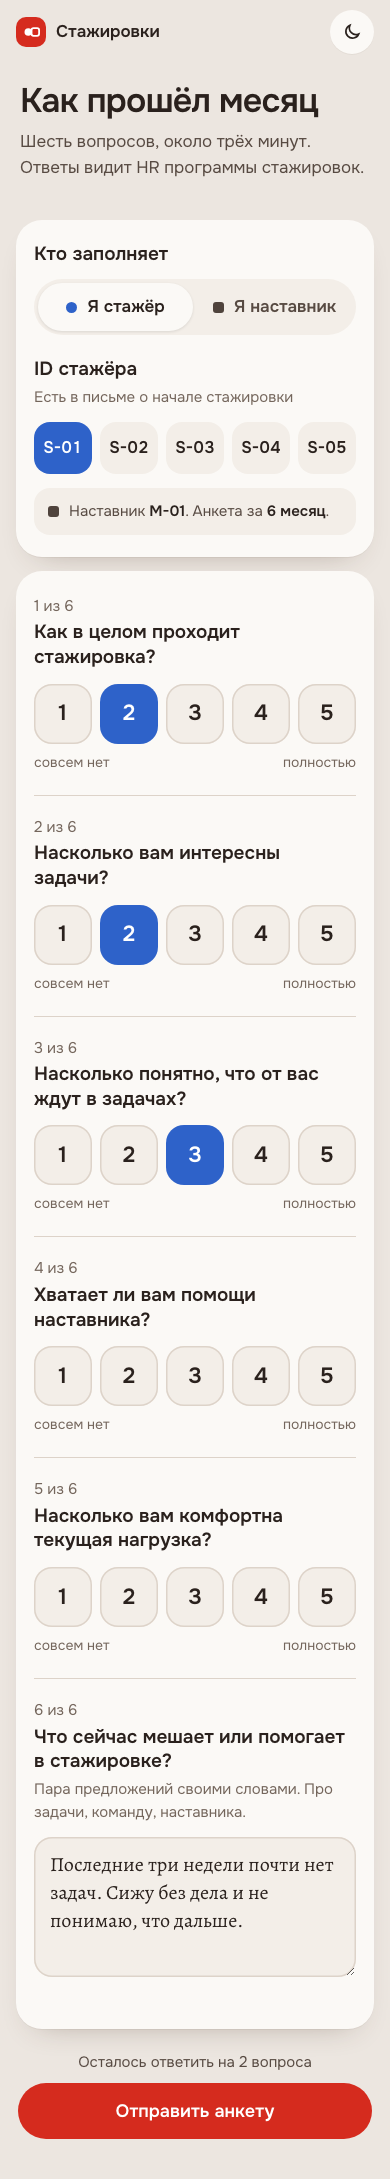 Стажировки
Как прошёл месяц
Шесть вопросов, около трёх минут.
Ответы видит HR программы стажировок.
Кто заполняет
Я стажёр
Я наставник
ID стажёра
Есть в письме о начале стажировки
S-01 S-02 S-03 S-04 S-05
Наставник M-01. Анкета за 6 месяц.
1 из 6
Как в целом проходит
стажировка?
1 2 3 4 5
совсем нет полностью
2 из 6
Насколько вам интересны
задачи?
1 2 3 4 5
совсем нет полностью
3 из 6
Насколько понятно, что от вас
ждут в задачах?
1 2 3 4 5
совсем нет полностью
4 из 6
Хватает ли вам помощи
наставника?
1 2 3 4 5
совсем нет полностью
5 из 6
Насколько вам комфортна
текущая нагрузка?
1 2 3 4 5
совсем нет полностью
6 из 6
Что сейчас мешает или помогает
в стажировке?
Пара предложений своими словами. Про
задачи, команду, наставника.
Последние три недели почти нет
задач. Сижу без дела и не
понимаю, что дальше.
Осталось ответить на 2 вопроса
Отправить анкету